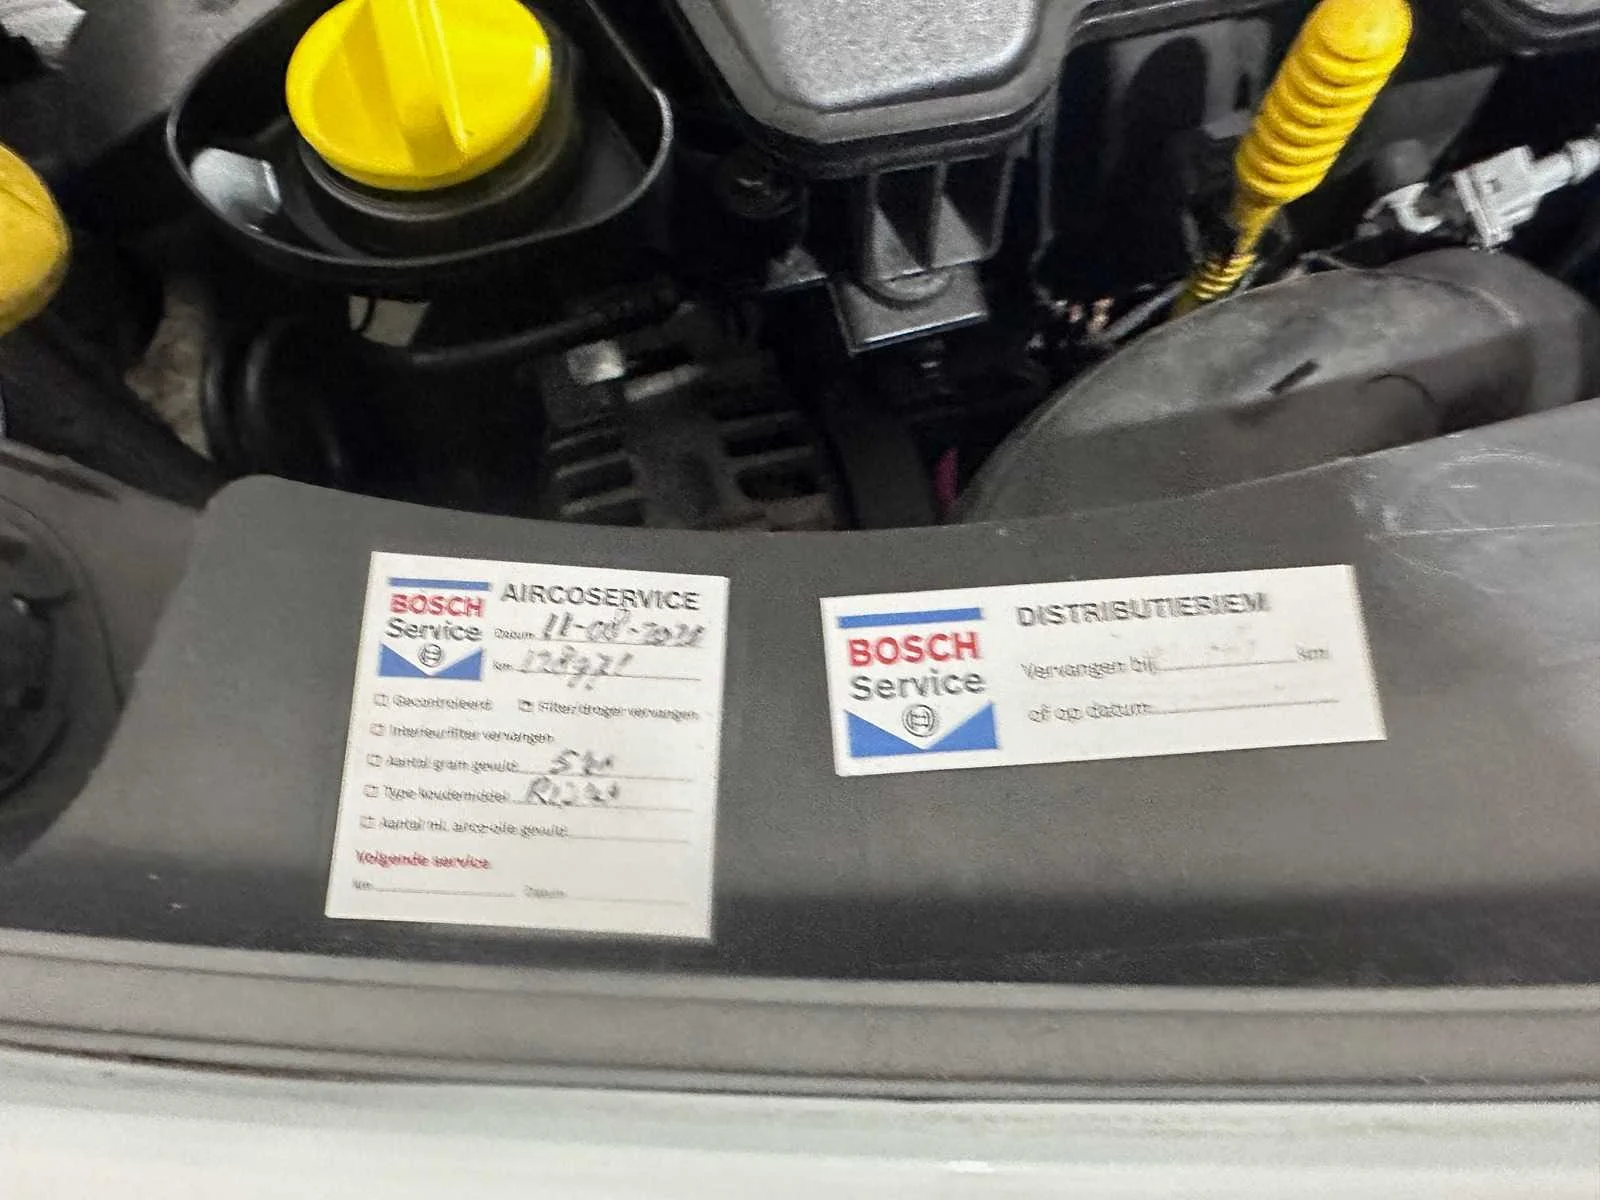 BOSCH
Service
AIRCOSERVICE
Datum
km
Gecontroleerd
Filter/droger vervangen
Interieurfilter vervangen
Aantal gram gevuld
Type koudemiddel
Aantal ml. airco-olie gevuld
Volgende service
km
Datum
BOSCH
Service
DISTRIBUTIERIEM
Vervangen bij km
of op datum